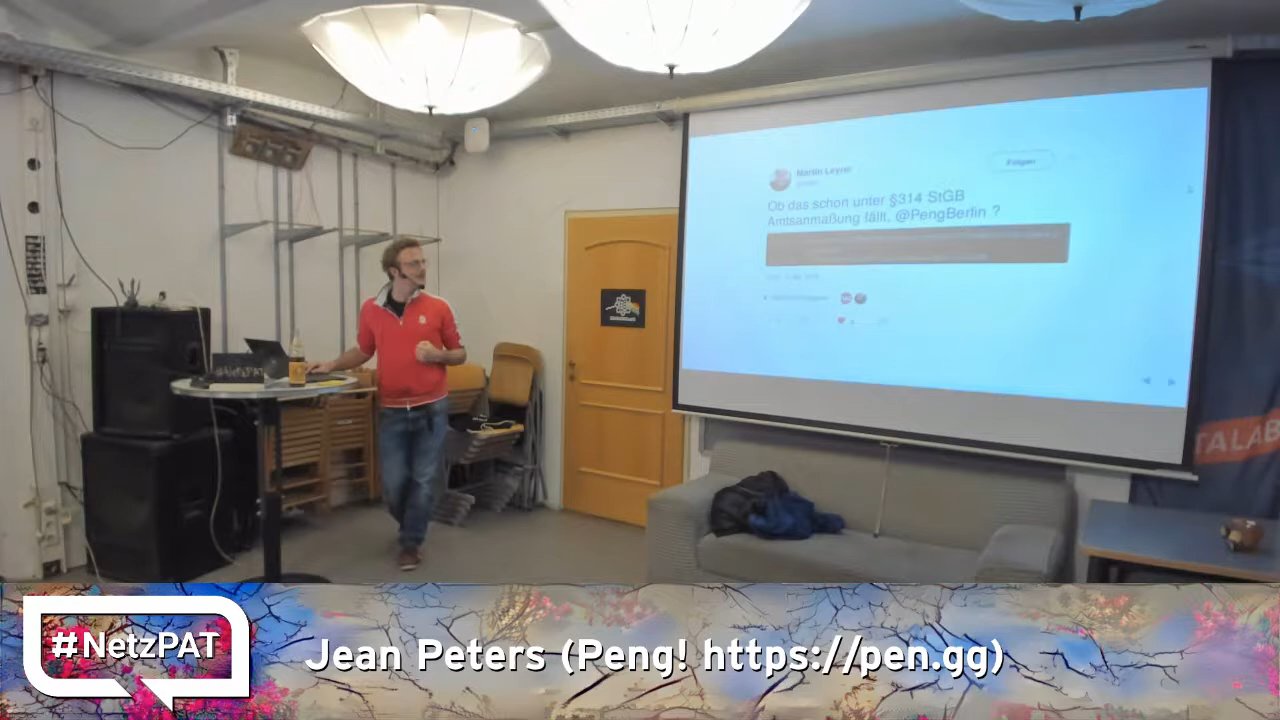 Martin Leyrer
Folgen
Ob das schon unter §314 StGB
Amtsanmaßung fällt, @PengBerlin ?
#NetzPAT
TALAB
#NetzPAT
Jean Peters (Peng! https://pen.gg)